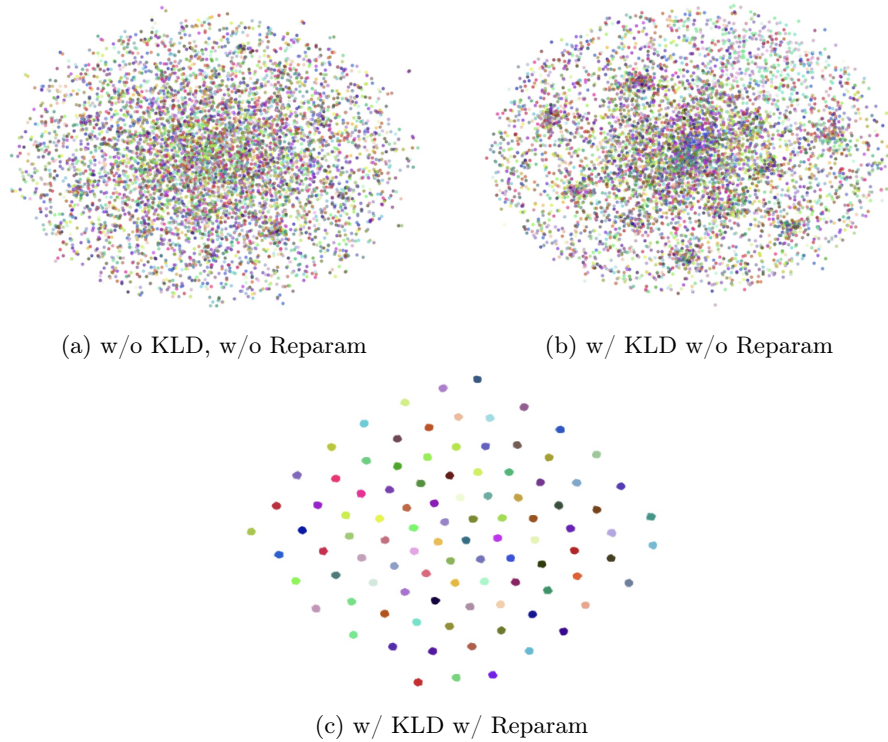 (a) w/o KLD, w/o Reparam
(b) w/ KLD w/o Reparam
(c) w/ KLD w/ Reparam